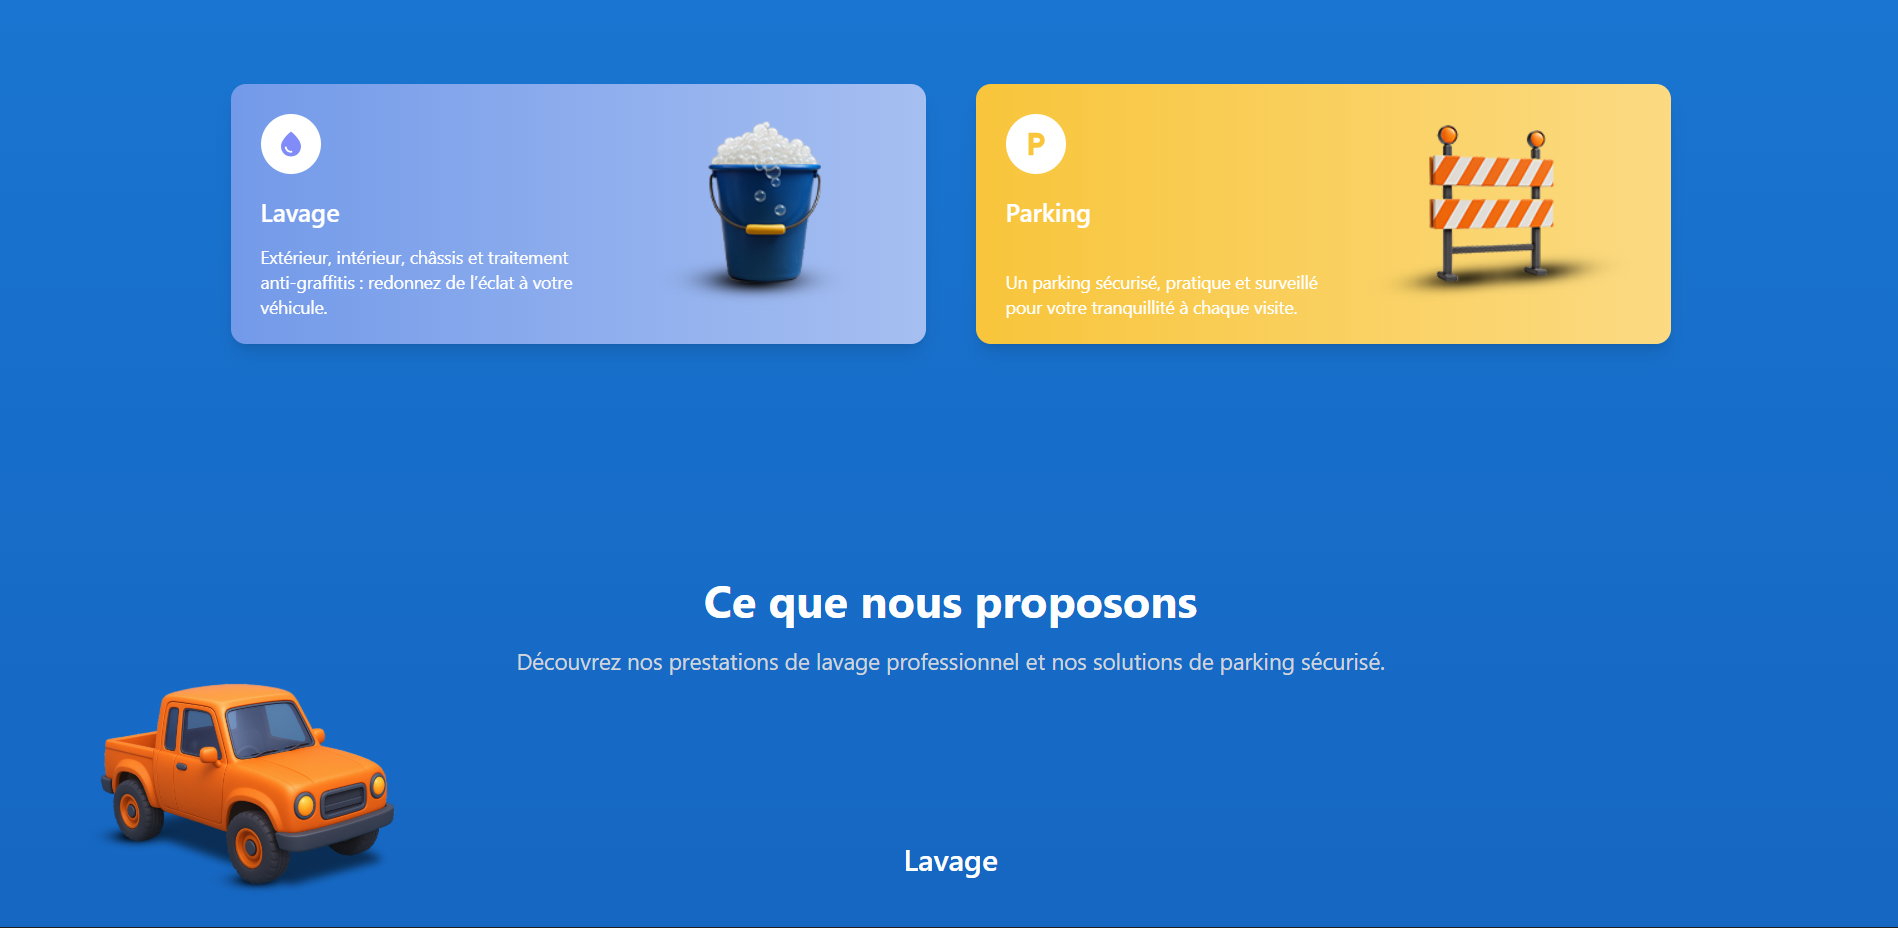 Lavage
Extérieur, intérieur, châssis et traitement
anti-graffitis : redonnez de l’éclat à votre
véhicule.
P
Parking
Un parking sécurisé, pratique et surveillé
pour votre tranquillité à chaque visite.
Ce que nous proposons
Découvrez nos prestations de lavage professionnel et nos solutions de parking sécurisé.
Lavage